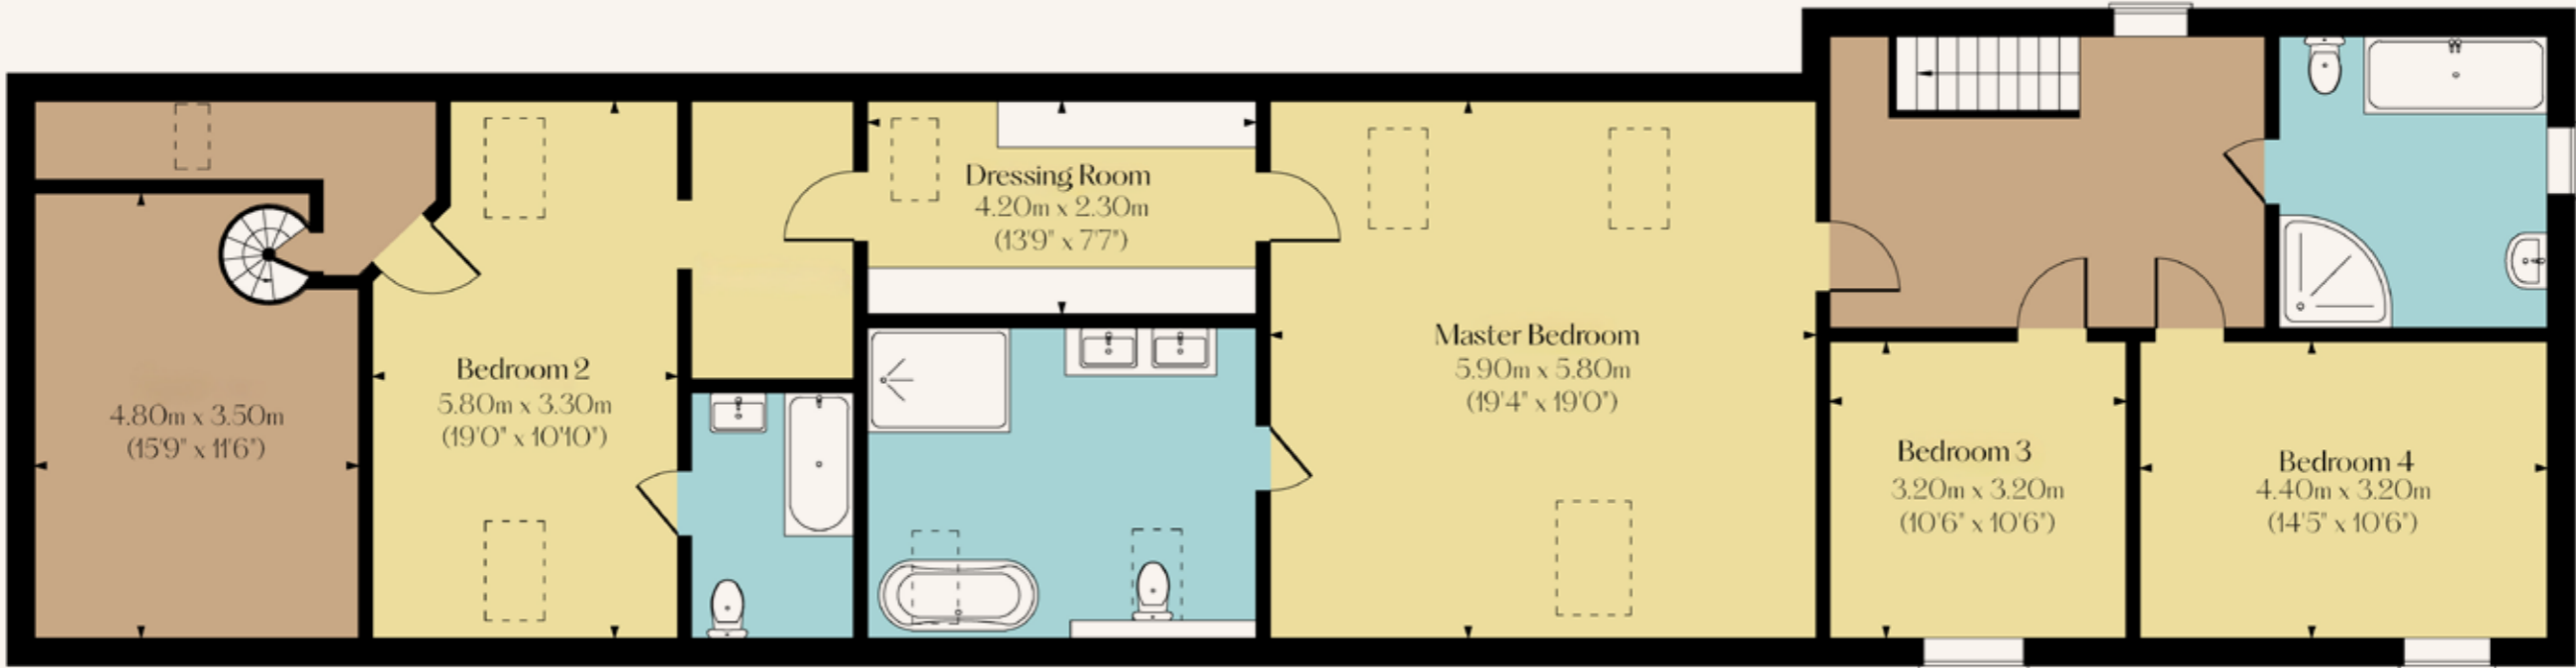 4.80m x 3.50m
(15'9" x 11'6")
Bedroom 2
5.80m x 3.30m
(19'0" x 10'10")
Dressing Room
4.20m x 2.30m
(13'9" x 7'7")
Master Bedroom
5.90m x 5.80m
(19'4" x 19'0")
Bedroom 3
3.20m x 3.20m
(10'6" x 10'6")
Bedroom 4
4.40m x 3.20m
(14'5" x 10'6")